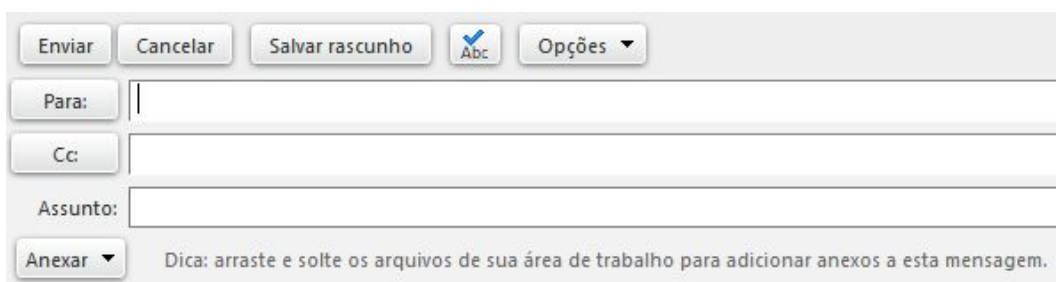 Enviar Cancelar Salvar rascunho Abc Opções
Para:
Cc:
Assunto:
Anexar Dica: arraste e solte os arquivos de sua área de trabalho para adicionar anexos a esta mensagem.